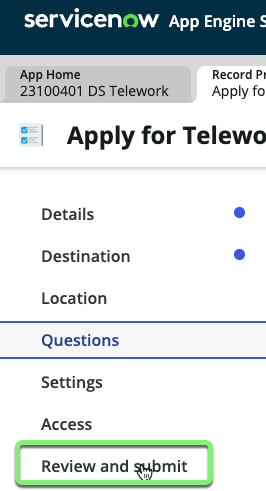 servicenow App Engine S
App Home
23100401 DS Telework
Record Pr
Apply fo
Apply for Telewo
Details
Destination
Location
Questions
Settings
Access
Review and submit